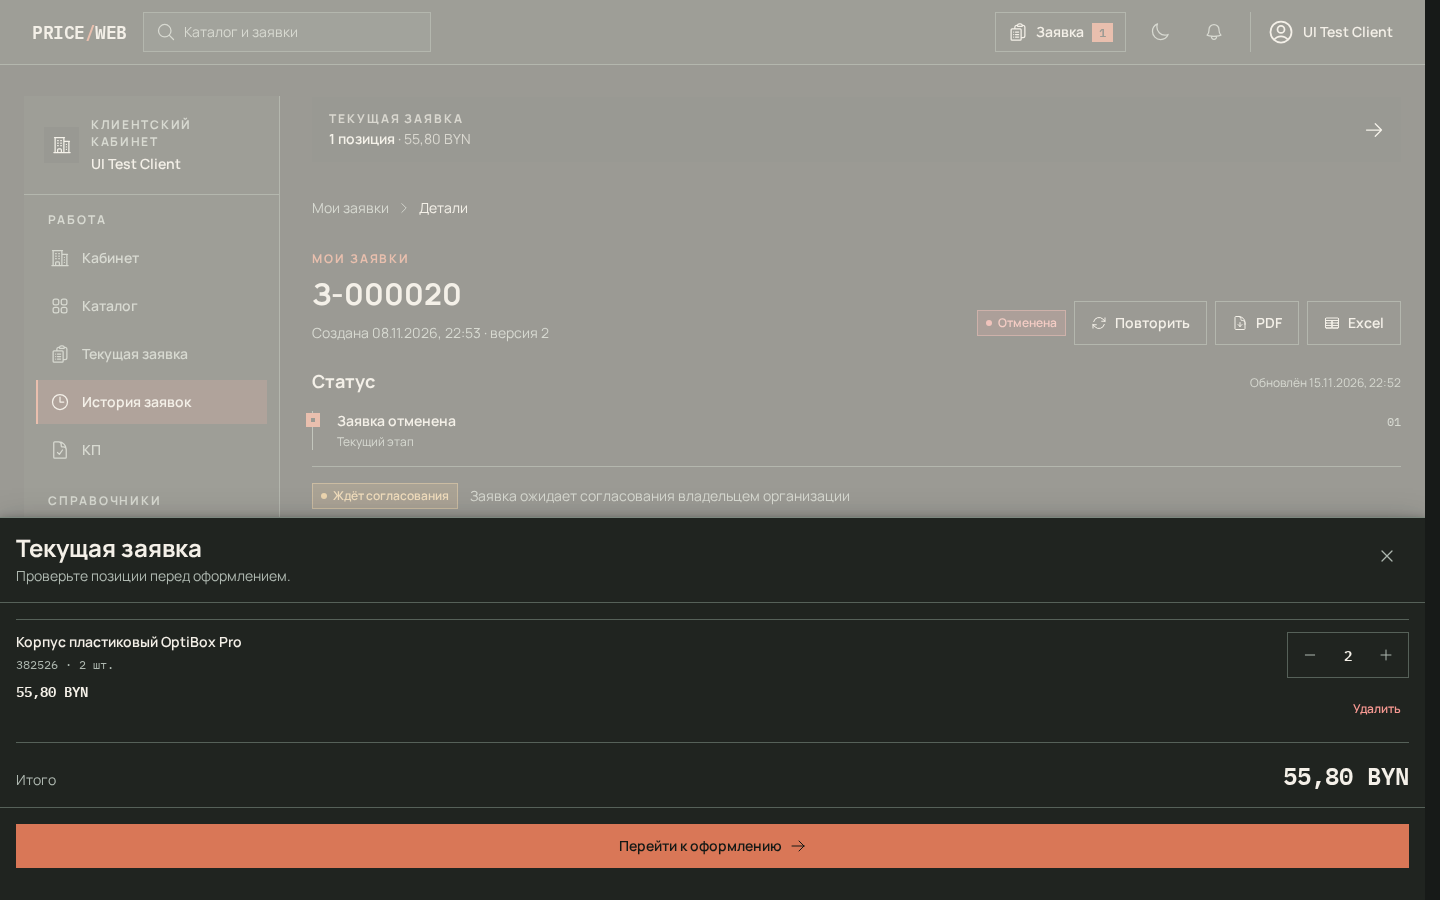 PRICE/WEB
Каталог и заявки
Заявка 1
UI Test Client
КЛИЕНТСКИЙ
КАБИНЕТ
UI Test Client
РАБОТА
Кабинет
Каталог
Текущая заявка
История заявок
КП
СПРАВОЧНИКИ
ТЕКУЩАЯ ЗАЯВКА
1 позиция · 55,80 BYN
Мои заявки > Детали
МОИ ЗАЯВКИ
З-000020
Создана 08.11.2026, 22:53 · версия 2
Отменена
Повторить
PDF
Excel
Статус
Обновлён 15.11.2026, 22:52
Заявка отменена
01
Текущий этап
Ждёт согласования
Заявка ожидает согласования владельцем организации
Текущая заявка
Проверьте позиции перед оформлением.
Корпус пластиковый OptiBox Pro
382526 · 2 шт.
55,80 BYN
− 2 +
Удалить
Итого
55,80 BYN
Перейти к оформлению →